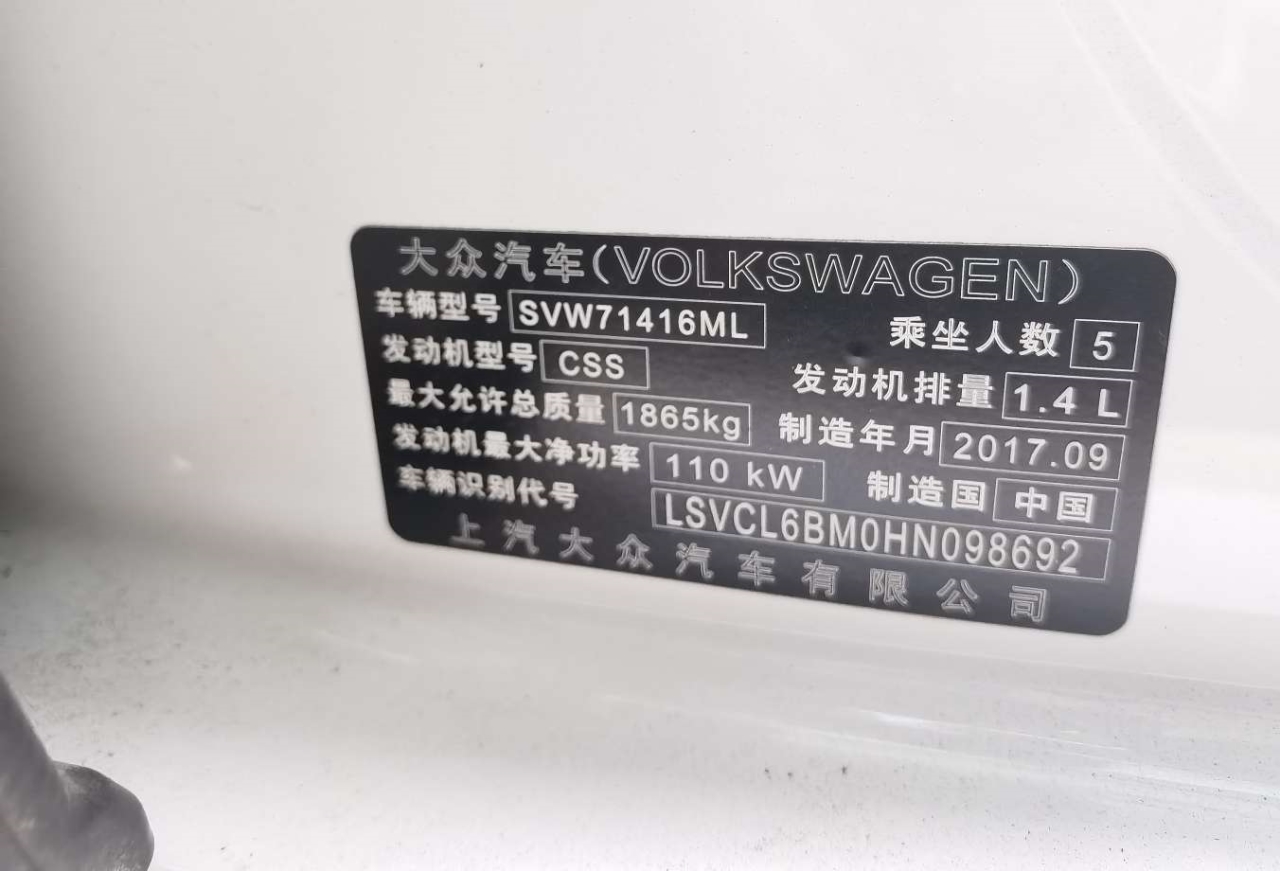 大众汽车(VOLKSWAGEN)
车辆型号 SVW71416ML 乘坐人数 5
发动机型号 CSS 发动机排量 1.4 L
最大允许总质量 1865kg 制造年月 2017.09
发动机最大净功率 110 kW 制造国 中国
车辆识别代号 LSVCL6BM0HN098692
上汽大众汽车有限公司